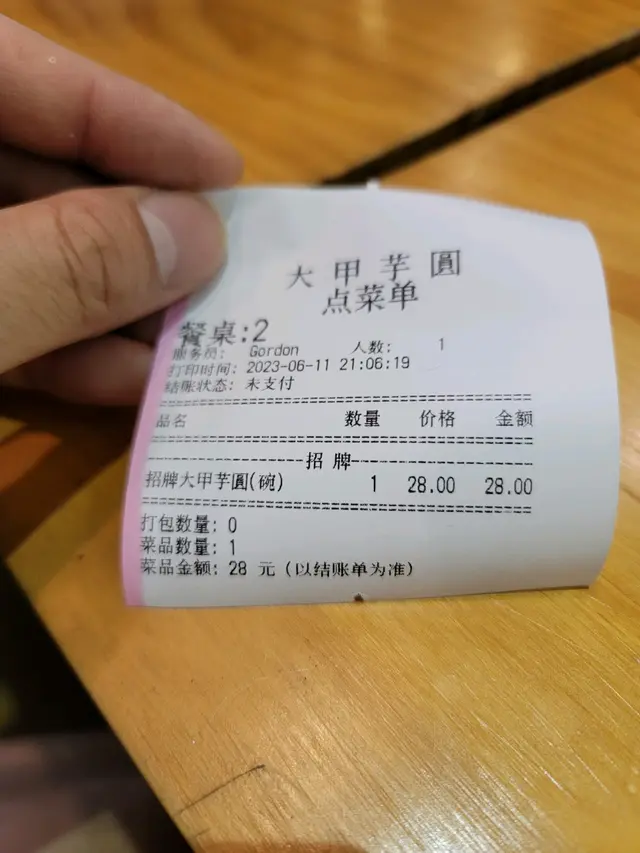 大甲芋圓
点菜单
餐桌:2
服务员: Gordon 人数: 1
打印时间: 2023-06-11 21:06:19
结账状态: 未支付
品名 数量 价格 金额
招牌
招牌大甲芋圓(碗) 1 28.00 28.00
打包数量: 0
菜品数量: 1
菜品金额: 28 元 (以结账单为准)